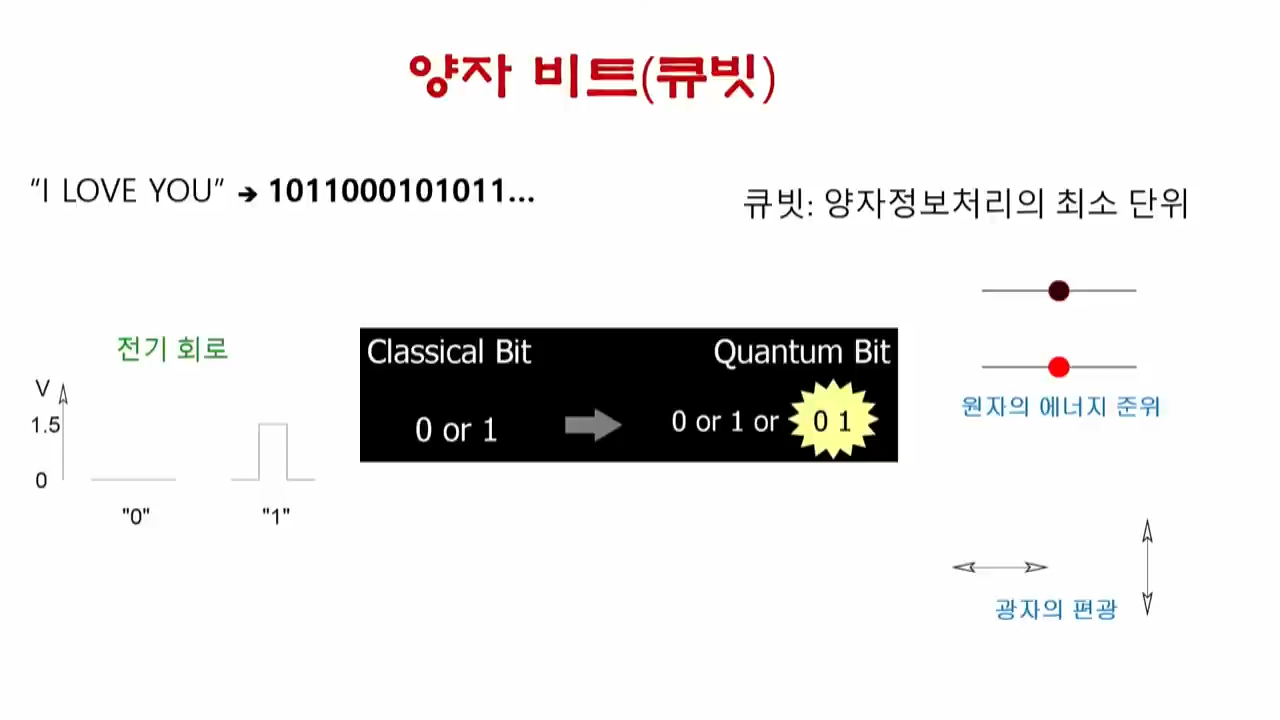 양자 비트(큐빗)
“I LOVE YOU” → 1011000101011...
큐빗: 양자정보처리의 최소 단위
전기 회로
V
1.5
0
"0"
"1"
Classical Bit
Quantum Bit
0 or 1
0 or 1 or 0 1
원자의 에너지 준위
광자의 편광